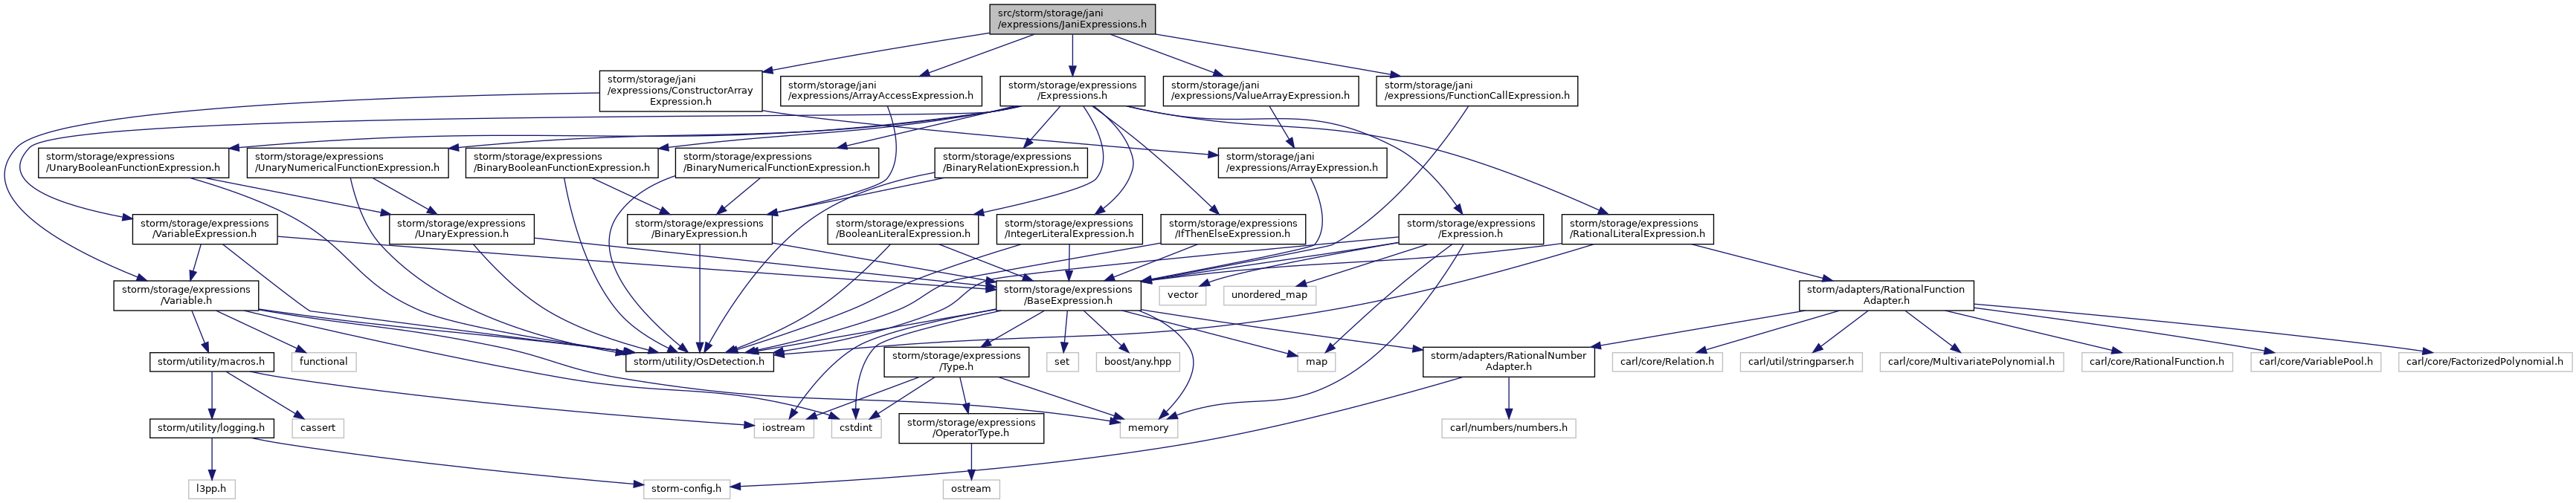 src/storm/storage/jani
/expressions/JaniExpressions.h
storm/storage/jani
/expressions/ConstructorArray
Expression.h
storm/storage/jani
/expressions/ArrayAccessExpression.h
storm/storage/expressions
/Expressions.h
storm/storage/jani
/expressions/ValueArrayExpression.h
storm/storage/jani
/expressions/FunctionCallExpression.h
storm/storage/expressions
/UnaryBooleanFunctionExpression.h
storm/storage/expressions
/UnaryNumericalFunctionExpression.h
storm/storage/expressions
/BinaryBooleanFunctionExpression.h
storm/storage/expressions
/BinaryNumericalFunctionExpression.h
storm/storage/expressions
/BinaryRelationExpression.h
storm/storage/jani
/expressions/ArrayExpression.h
storm/storage/expressions
/VariableExpression.h
storm/storage/expressions
/UnaryExpression.h
storm/storage/expressions
/BinaryExpression.h
storm/storage/expressions
/BooleanLiteralExpression.h
storm/storage/expressions
/IntegerLiteralExpression.h
storm/storage/expressions
/IfThenElseExpression.h
storm/storage/expressions
/Expression.h
storm/storage/expressions
/RationalLiteralExpression.h
storm/storage/expressions
/Variable.h
storm/storage/expressions
/BaseExpression.h
vector
unordered_map
storm/adapters/RationalFunction
Adapter.h
storm/utility/macros.h
functional
storm/utility/OsDetection.h
storm/storage/expressions
/Type.h
set
boost/any.hpp
map
storm/adapters/RationalNumber
Adapter.h
carl/core/Relation.h
carl/util/stringparser.h
carl/core/MultivariatePolynomial.h
carl/core/RationalFunction.h
carl/core/VariablePool.h
carl/core/FactorizedPolynomial.h
storm/utility/logging.h
cassert
iostream
cstdint
storm/storage/expressions
/OperatorType.h
memory
carl/numbers/numbers.h
l3pp.h
storm-config.h
ostream